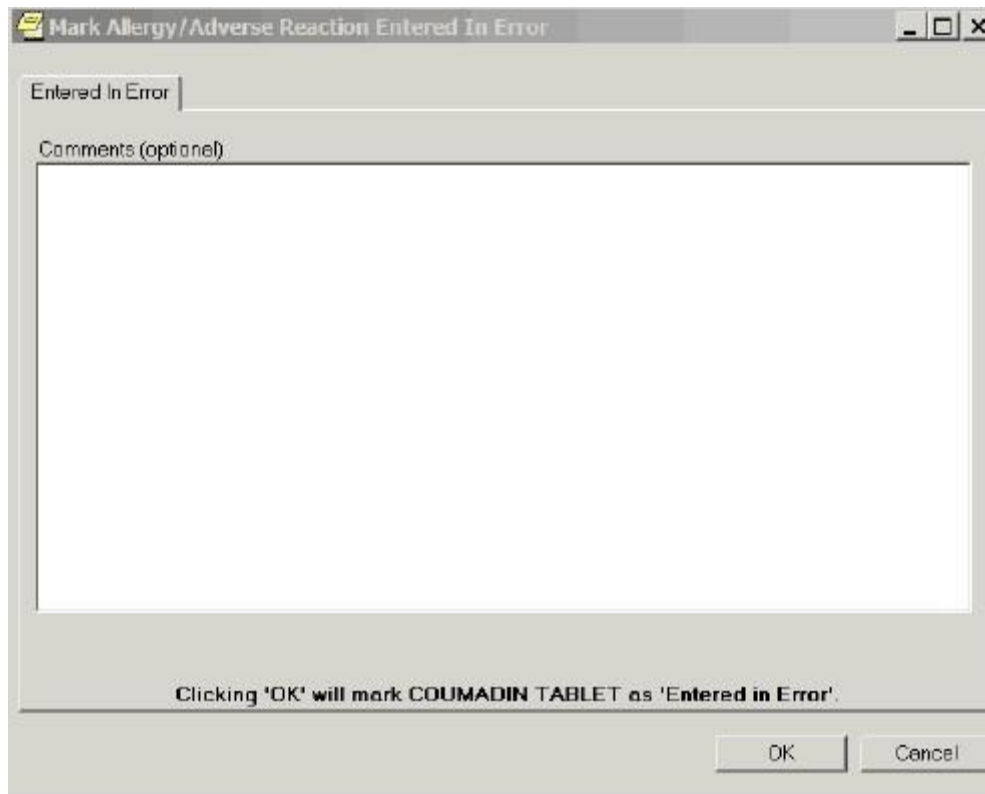 Mark Allergy/Adverse Reaction Entered In Error
Entered In Error
Comments (optional)
Clicking 'OK' will mark COUMADIN TABLET as 'Entered in Error'.
OK
Cancel